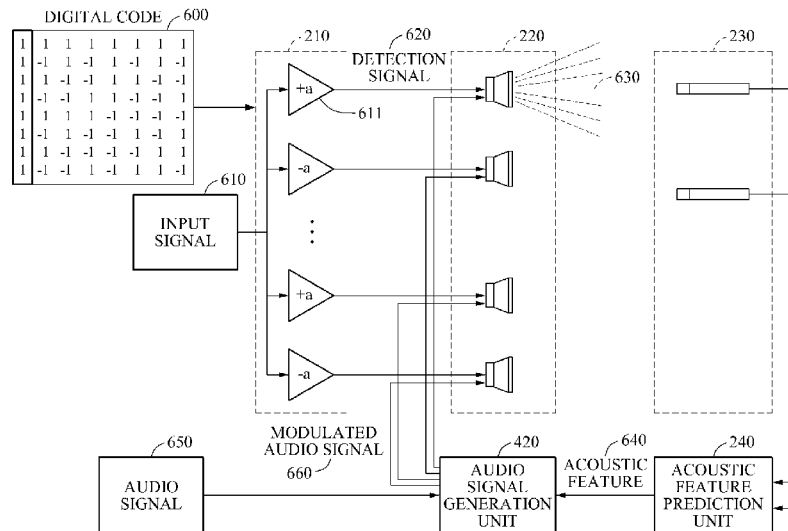 DIGITAL CODE 600
1 1 1 1 1 1 1 1
1 -1 1 -1 1 -1 1 -1
1 1 -1 -1 1 1 -1 -1
1 -1 -1 1 1 -1 -1 1
1 1 1 1 -1 -1 -1 -1
1 -1 1 -1 -1 1 -1 1
1 1 -1 -1 -1 -1 1 1
1 -1 -1 1 -1 1 1 -1
210
620
DETECTION
SIGNAL
220
230
+a
611
630
-a
610
INPUT
SIGNAL
+a
-a
MODULATED
AUDIO SIGNAL
660
650
AUDIO
SIGNAL
420
AUDIO
SIGNAL
GENERATION
UNIT
640
ACOUSTIC
FEATURE
240
ACOUSTIC
FEATURE
PREDICTION
UNIT